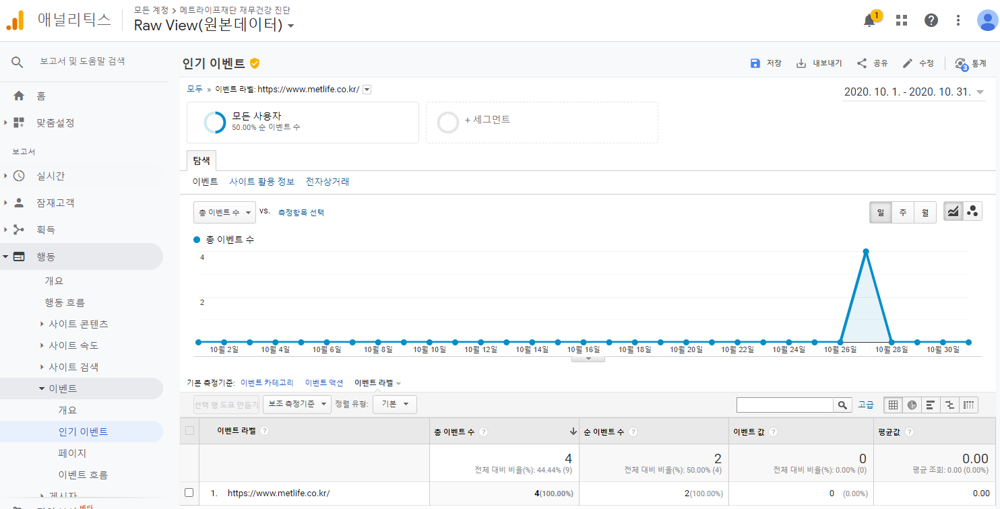 애널리틱스
모든 계정 > 메트라이프재단 재무건강 진단
Raw View(원본데이터)
1
보고서 및 도움말 검색
홈
맞춤설정
보고서
실시간
잠재고객
획득
행동
개요
행동 흐름
사이트 콘텐츠
사이트 속도
사이트 검색
이벤트
개요
인기 이벤트
페이지
이벤트 흐름
게시자
베타
인기 이벤트
저장 내보내기 공유 수정 3 통계
모두 » 이벤트 라벨: https://www.metlife.co.kr/
2020. 10. 1. - 2020. 10. 31.
모든 사용자
50.00% 순 이벤트 수
+ 세그먼트
탐색
이벤트 사이트 활용 정보 전자상거래
총 이벤트 수 vs. 측정항목 선택
일 주 월
총 이벤트 수
4
2
10월 2일 10월 4일 10월 6일 10월 8일 10월 10일 10월 12일 10월 14일 10월 16일 10월 18일 10월 20일 10월 22일 10월 24일 10월 26일 10월 28일 10월 30일
기본 측정기준: 이벤트 카테고리 이벤트 액션 이벤트 라벨
선택 행 도표 만들기 보조 측정기준 정렬 유형: 기본 고급
이벤트 라벨 ? 총 이벤트 수 ? 순 이벤트 수 ? 이벤트 값 ? 평균값 ?
4 2 0 0.00
전체 대비 비율(%): 44.44% (9) 전체 대비 비율(%): 50.00% (4) 전체 대비 비율(%): 0.00% (0) 평균 조회: 0.00 (0.00%)
1. https://www.metlife.co.kr/ 4(100.00%) 2(100.00%) 0 (0.00%) 0.00